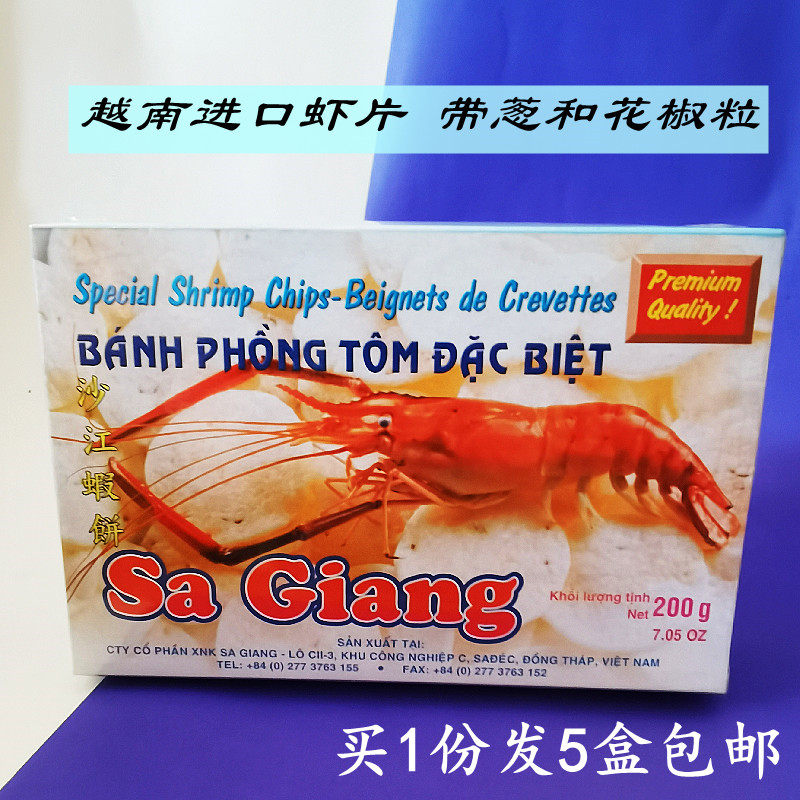 越南进口虾片 带葱和花椒粒
Special Shrimp Chips-Beignets de Crevettes
Premium
Quality !
BÁNH PHỒNG TÔM ĐẶC BIỆT
沙江蝦餅
Sa Giang
Khối lượng tịnh
Net 200 g
7.05 OZ
SẢN XUẤT TẠI:
CTY CỔ PHẦN XNK SA GIANG - LÔ CII-3, KHU CÔNG NGHIỆP C, SAĐÉC, ĐỒNG THÁP, VIỆT NAM
TEL: +84 (0) 277 3763 155 • FAX: +84 (0) 277 3763 152
买1份发5盒包邮